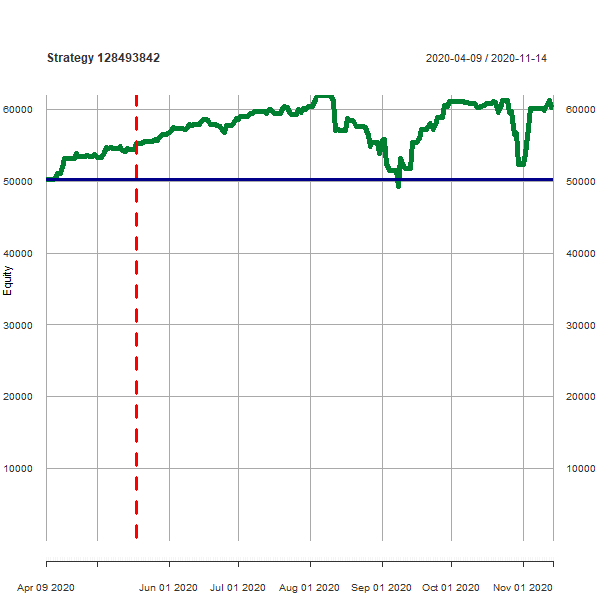 Strategy 128493842
2020-04-09 / 2020-11-14
60000
60000
50000
50000
40000
40000
Equity
30000
30000
20000
20000
10000
10000
Apr 09 2020
Jun 01 2020
Jul 01 2020
Aug 01 2020
Sep 01 2020
Oct 01 2020
Nov 01 2020